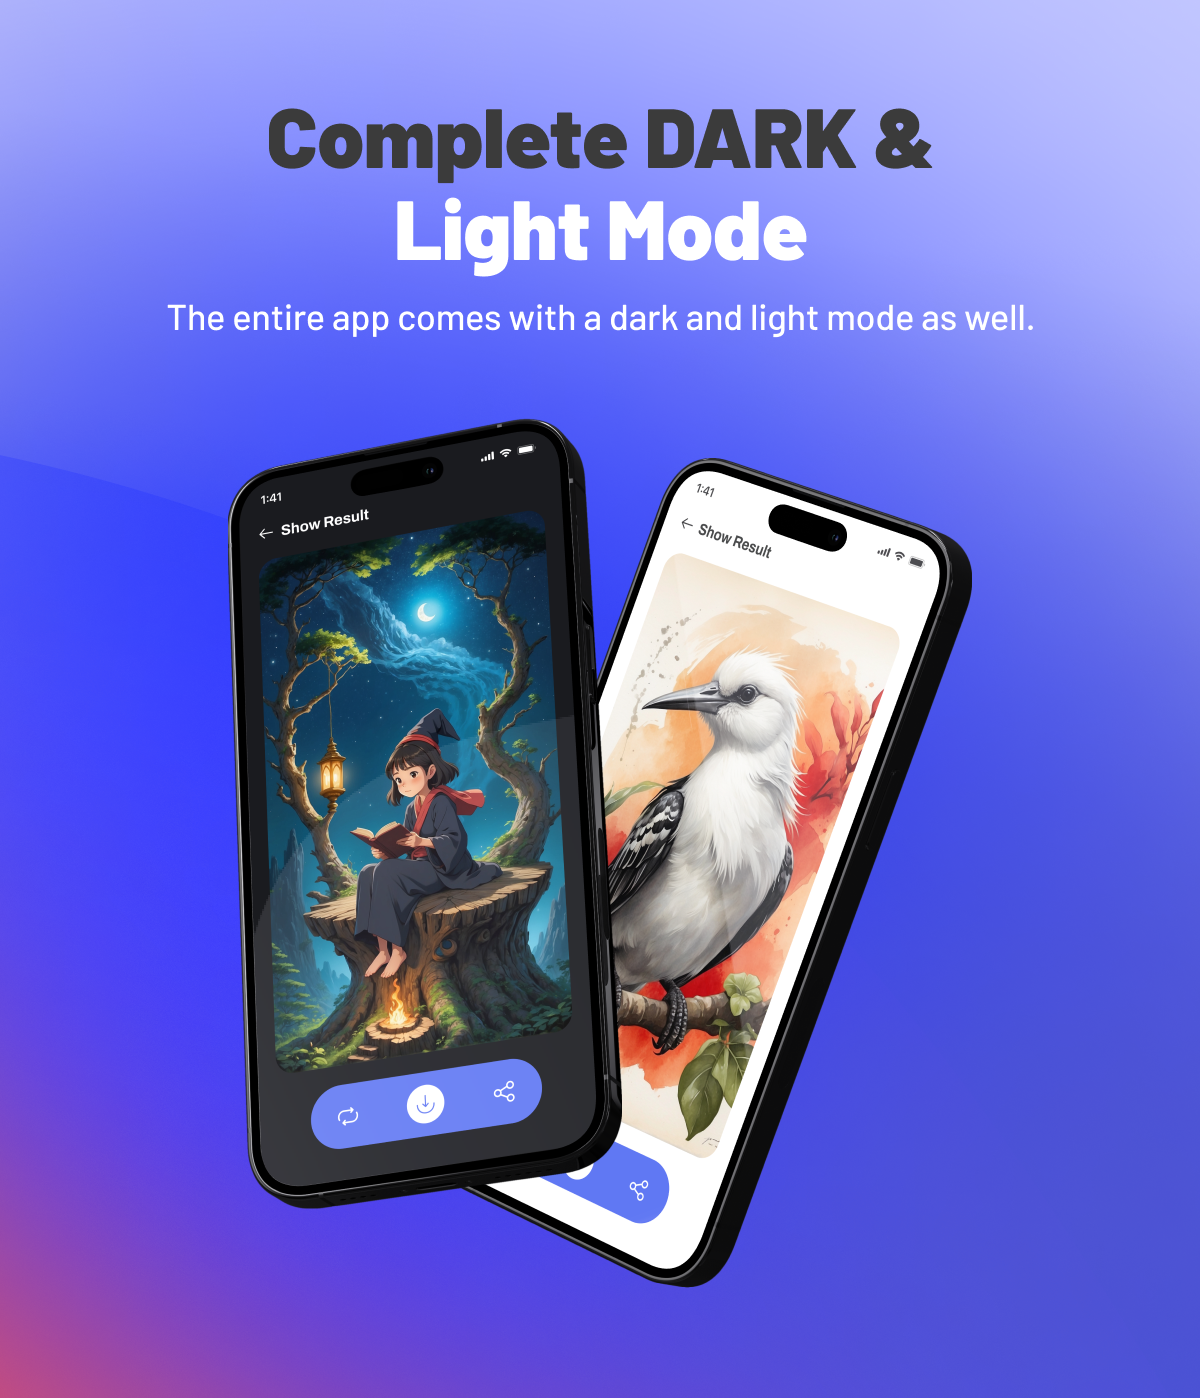 Complete DARK &
Light Mode
The entire app comes with a dark and light mode as well.
1:41
Show Result
1:41
Show Result